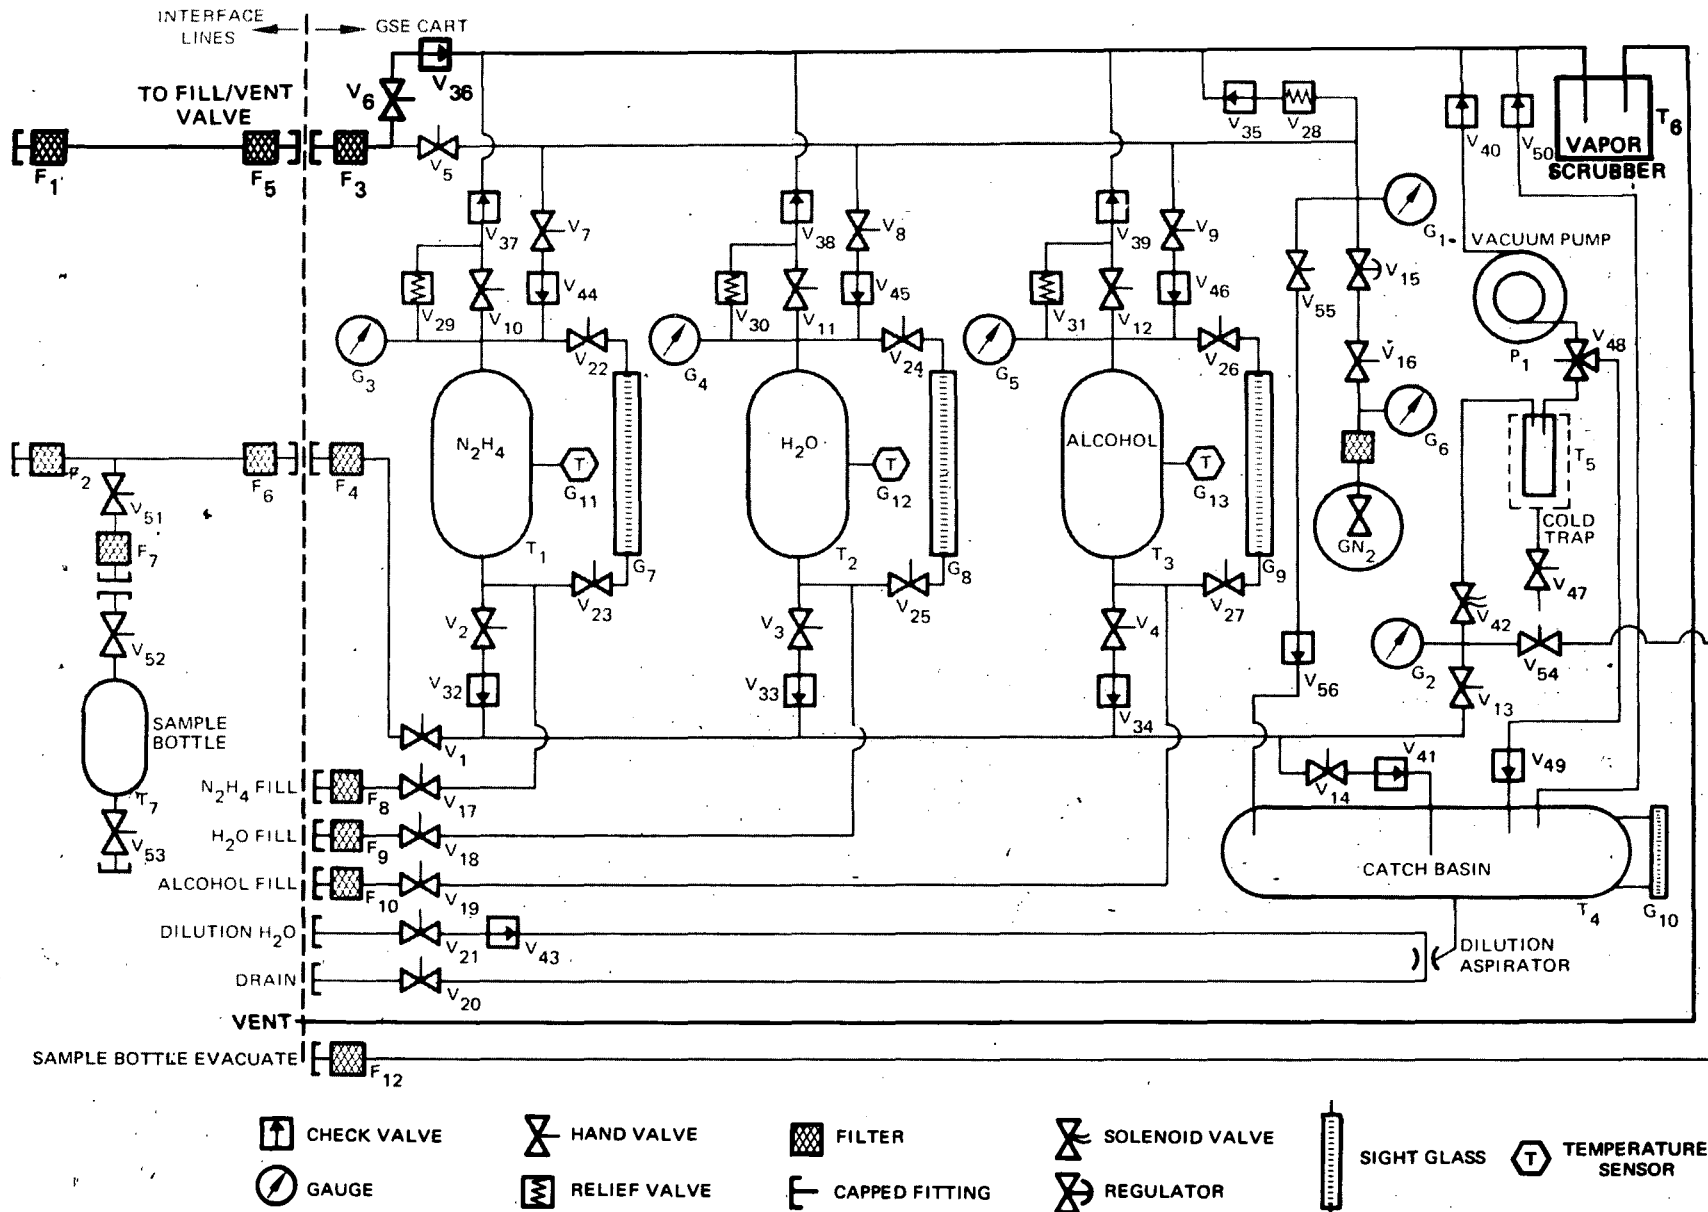 INTERFACE
LINES
GSE CART
TO FILL/VENT
VALVE
V6
V36
F1
F5
F3
V5
V35
V28
V40
V50
T6
VAPOR
SCRUBBER
V37
V7
V38
V8
V39
V9
G1
VACUUM PUMP
V29
V10
V44
V30
V11
V45
V31
V12
V46
V55
V15
G3
V22
G4
V24
G5
V26
V16
P1
V48
N2H4
H2O
ALCOHOL
G6
T
G11
T
G12
T
G13
T5
F2
F6
F4
V51
COLD
TRAP
GN2
F7
T1
G7
T2
G8
T3
G9
V47
V2
V23
V3
V25
V4
V27
V42
V52
G2
V54
V32
V33
V34
V56
V13
SAMPLE
BOTTLE
V1
V41
V49
V14
T7
N2H4 FILL
F8
V17
V53
H2O FILL
F9
V18
ALCOHOL FILL
F10
V19
CATCH BASIN
T4
G10
DILUTION H2O
V21
V43
DILUTION
ASPIRATOR
DRAIN
V20
VENT
SAMPLE BOTTLE EVACUATE
F12
CHECK VALVE
HAND VALVE
FILTER
SOLENOID VALVE
SIGHT GLASS
T
TEMPERATURE
SENSOR
GAUGE
RELIEF VALVE
CAPPED FITTING
REGULATOR